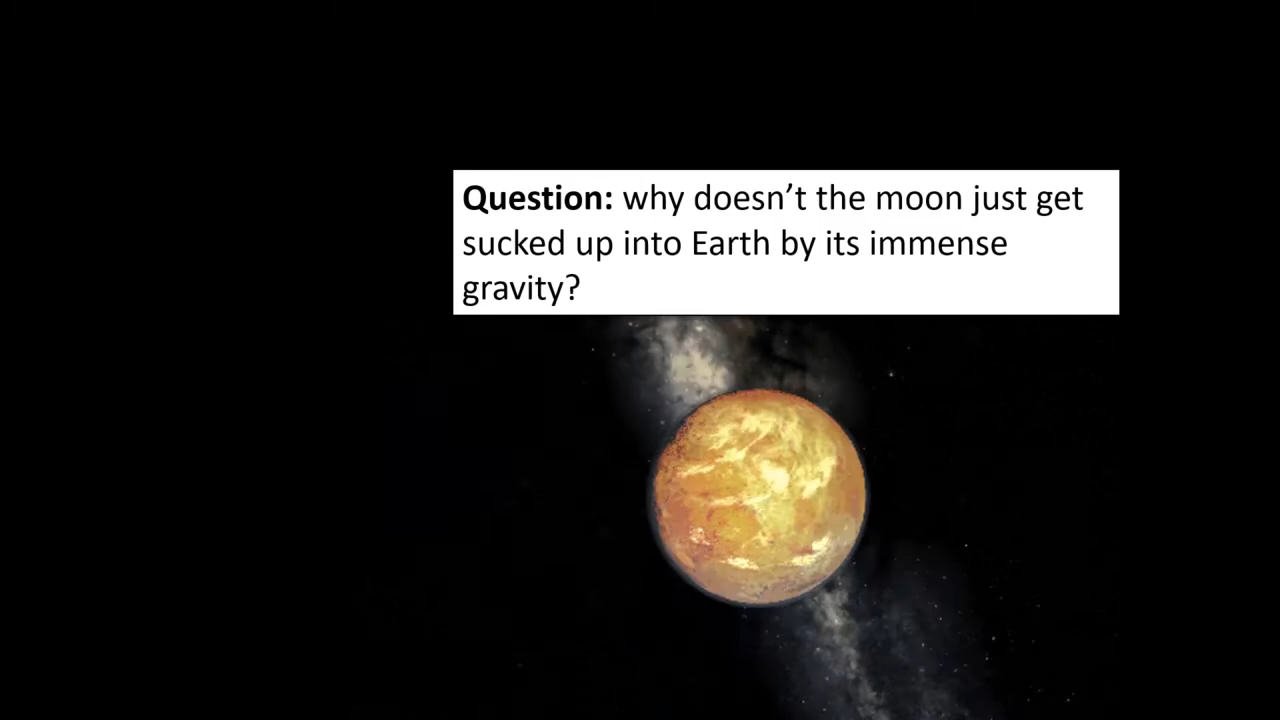 Question: why doesn’t the moon just get
sucked up into Earth by its immense
gravity?